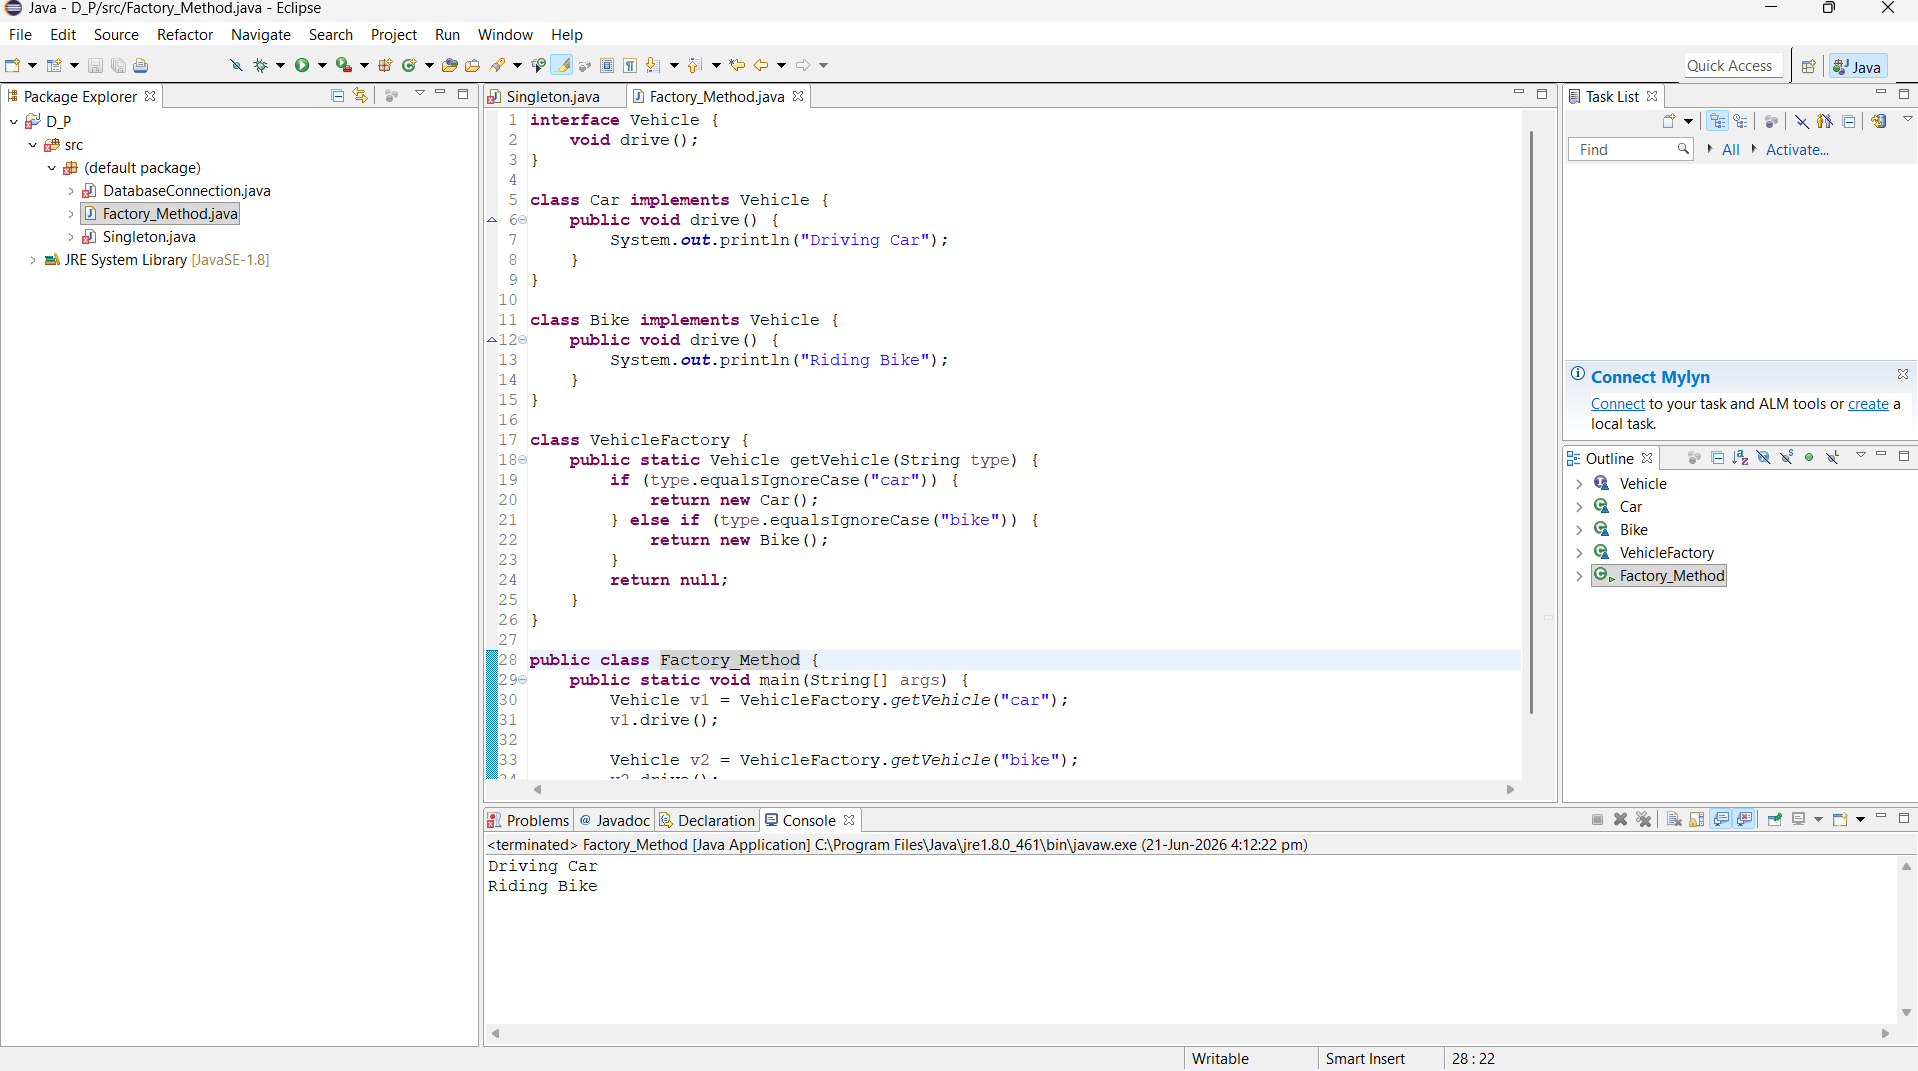 Java - D_P/src/Factory_Method.java - Eclipse
File Edit Source Refactor Navigate Search Project Run Window Help
Quick Access
Java
Package Explorer
D_P
src
(default package)
DatabaseConnection.java
Factory_Method.java
Singleton.java
JRE System Library [JavaSE-1.8]
Singleton.java
Factory_Method.java
1 interface Vehicle {
2     void drive();
3 }
4
5 class Car implements Vehicle {
6     public void drive() {
7         System.out.println("Driving Car");
8     }
9 }
10
11 class Bike implements Vehicle {
12     public void drive() {
13         System.out.println("Riding Bike");
14     }
15 }
16
17 class VehicleFactory {
18     public static Vehicle getVehicle(String type) {
19         if (type.equalsIgnoreCase("car")) {
20             return new Car();
21         } else if (type.equalsIgnoreCase("bike")) {
22             return new Bike();
23         }
24         return null;
25     }
26 }
27
28 public class Factory_Method {
29     public static void main(String[] args) {
30         Vehicle v1 = VehicleFactory.getVehicle("car");
31         v1.drive();
32
33         Vehicle v2 = VehicleFactory.getVehicle("bike");
34         v2.drive();
Task List
Find
All
Activate...
Connect Mylyn
Connect to your task and ALM tools or create a
local task.
Outline
Vehicle
Car
Bike
VehicleFactory
Factory_Method
Problems @ Javadoc Declaration Console
<terminated> Factory_Method [Java Application] C:\Program Files\Java\jre1.8.0_461\bin\javaw.exe (21-Jun-2026 4:12:22 pm)
Driving Car
Riding Bike
Writable
Smart Insert
28 : 22